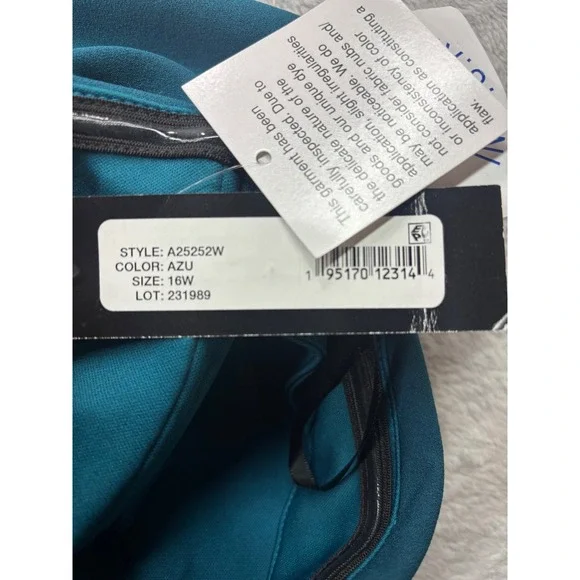 This garment has been
carefully inspected. Due to
the delicate nature of the
goods and our unique dye
application, slight irregularities
may be noticeable. We do
not consider fabric nubs and/
or inconsistency of color
application as constituting a
flaw.
STYLE: A25252W
COLOR: AZU
SIZE: 16W
LOT: 231989
1 95170 12314 4